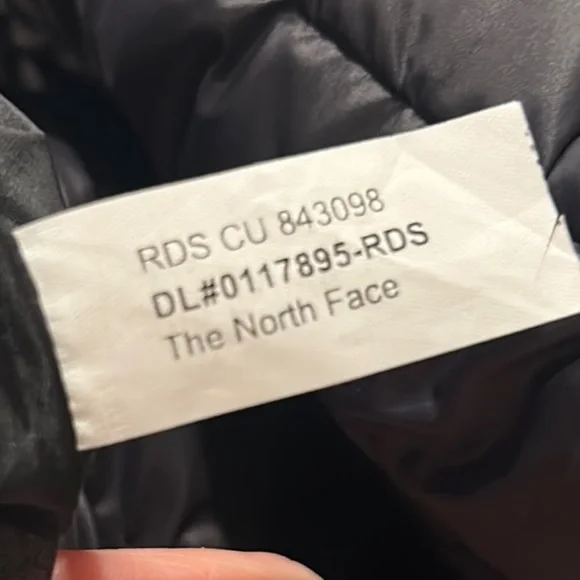 RDS CU 843098
DL#0117895-RDS
The North Face